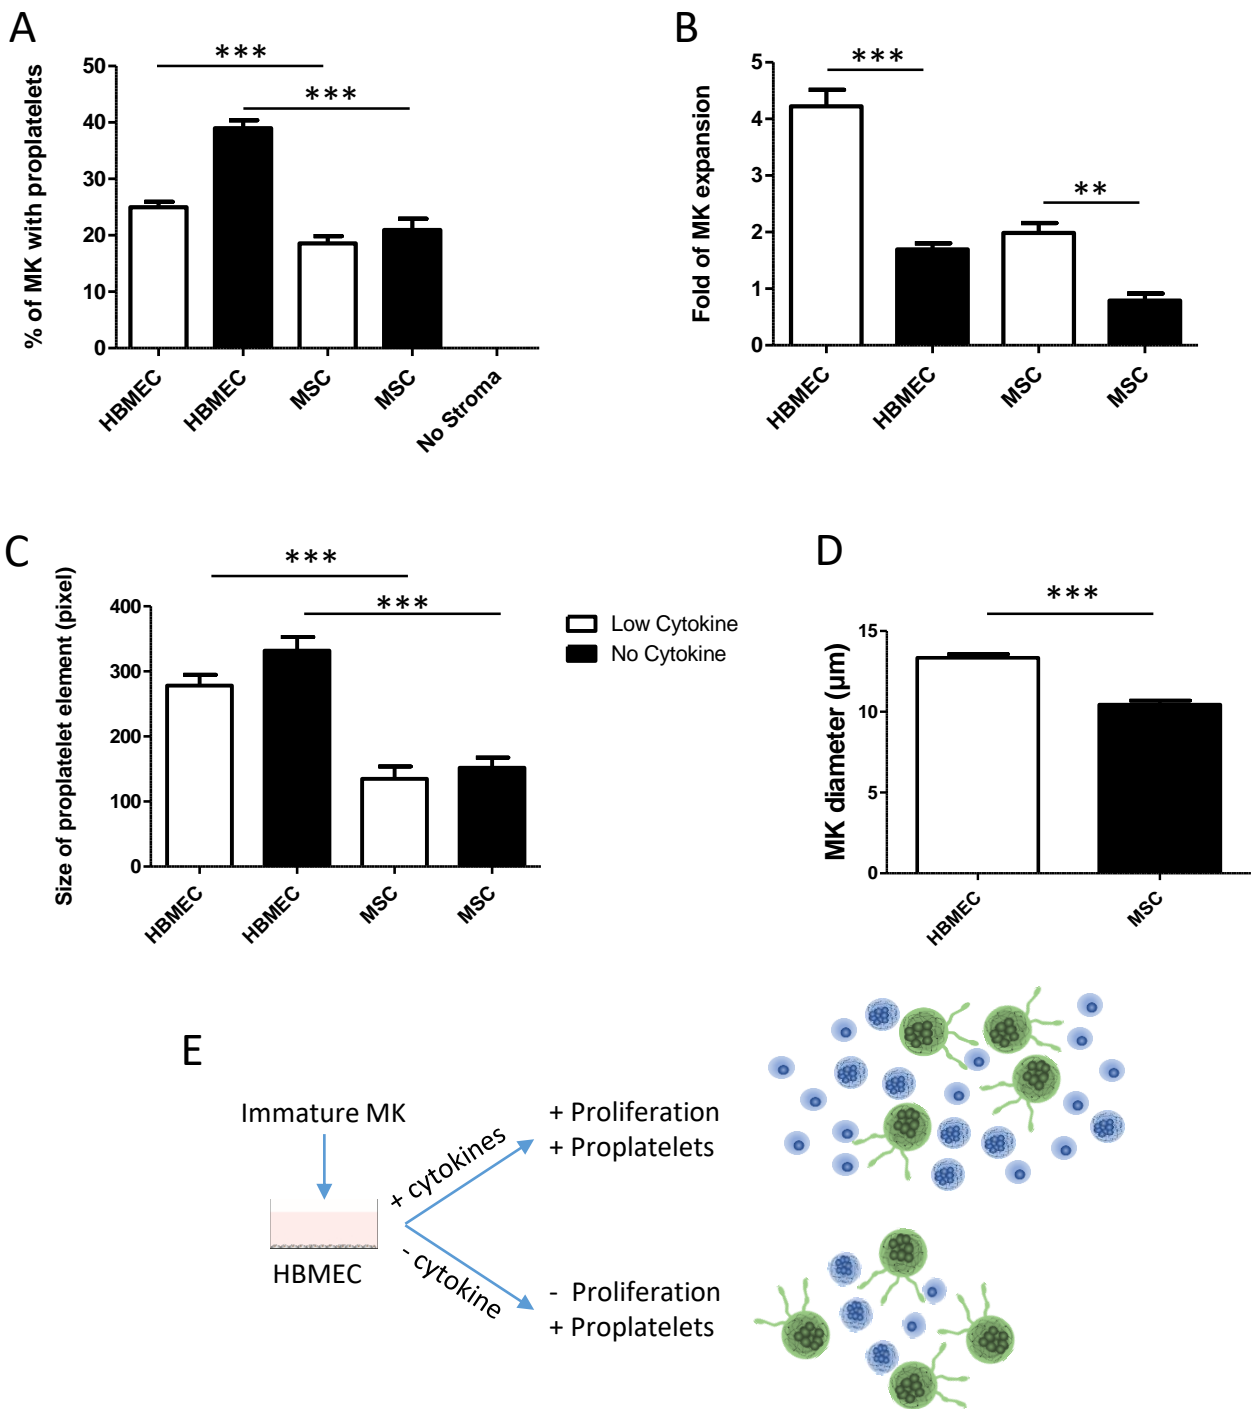 A
***
***
% of MK with proplatelets
50
40
30
20
10
0
HBMEC
HBMEC
MSC
MSC
No Stroma
B
***
**
Fold of MK expansion
5
4
3
2
1
0
HBMEC
HBMEC
MSC
MSC
C
***
***
Size of proplatelet element (pixel)
400
300
200
100
0
HBMEC
HBMEC
MSC
MSC
Low Cytokine
No Cytokine
D
***
MK diameter (μm)
15
10
5
0
HBMEC
MSC
E
Immature MK
HBMEC
+ cytokines
- cytokine
+ Proliferation
+ Proplatelets
- Proliferation
+ Proplatelets